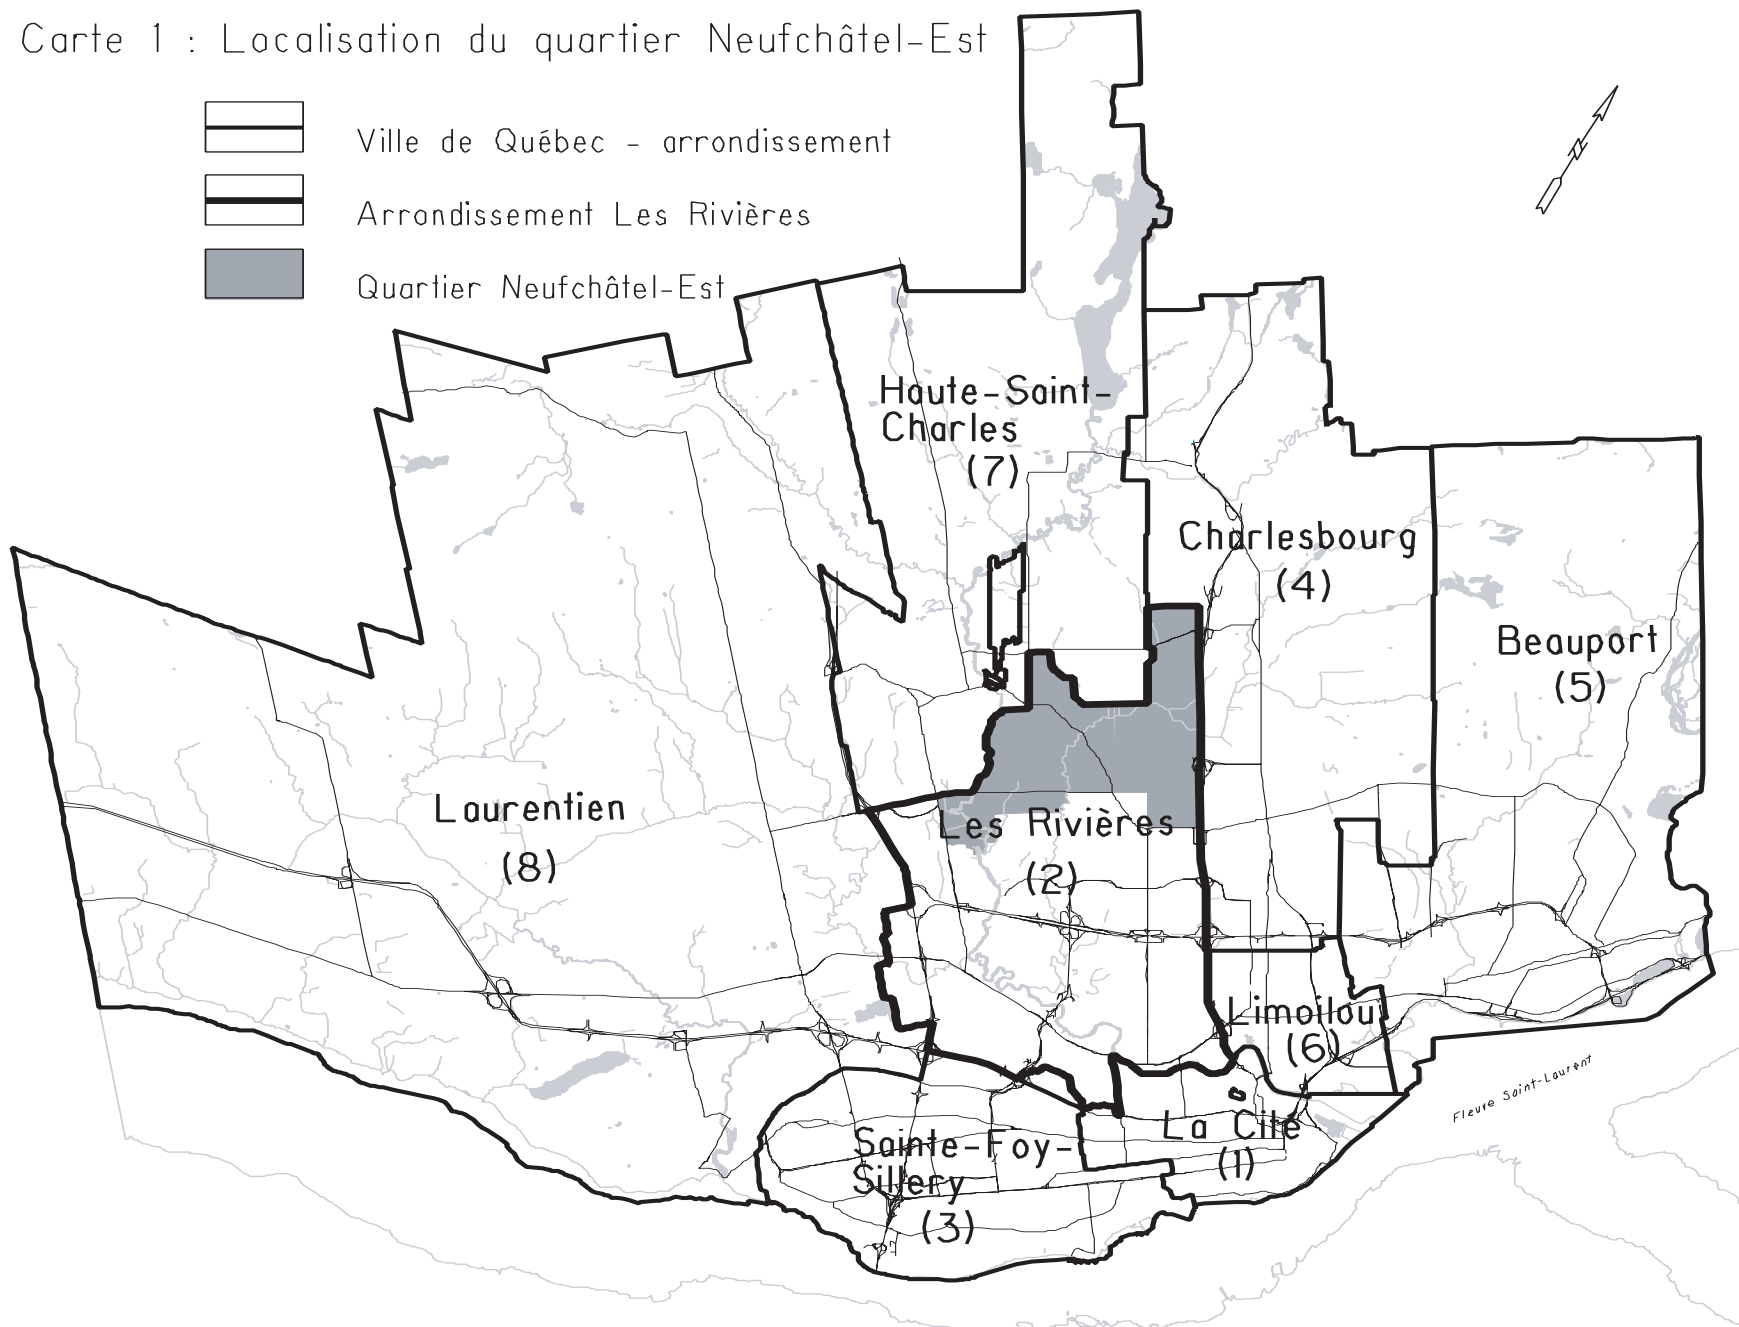 Carte 1 : Localisation du quartier Neufchâtel-Est
Ville de Québec - arrondissement
Arrondissement Les Rivières
Quartier Neufchâtel-Est
Haute-Saint-
Charles
(7)
Charlesbourg
(4)
Beauport
(5)
Laurentien
(8)
Les Rivières
(2)
Limoilou
(6)
Fleuve Saint-Laurent
La Cité
(1)
Sainte-Foy-
Sillery
(3)